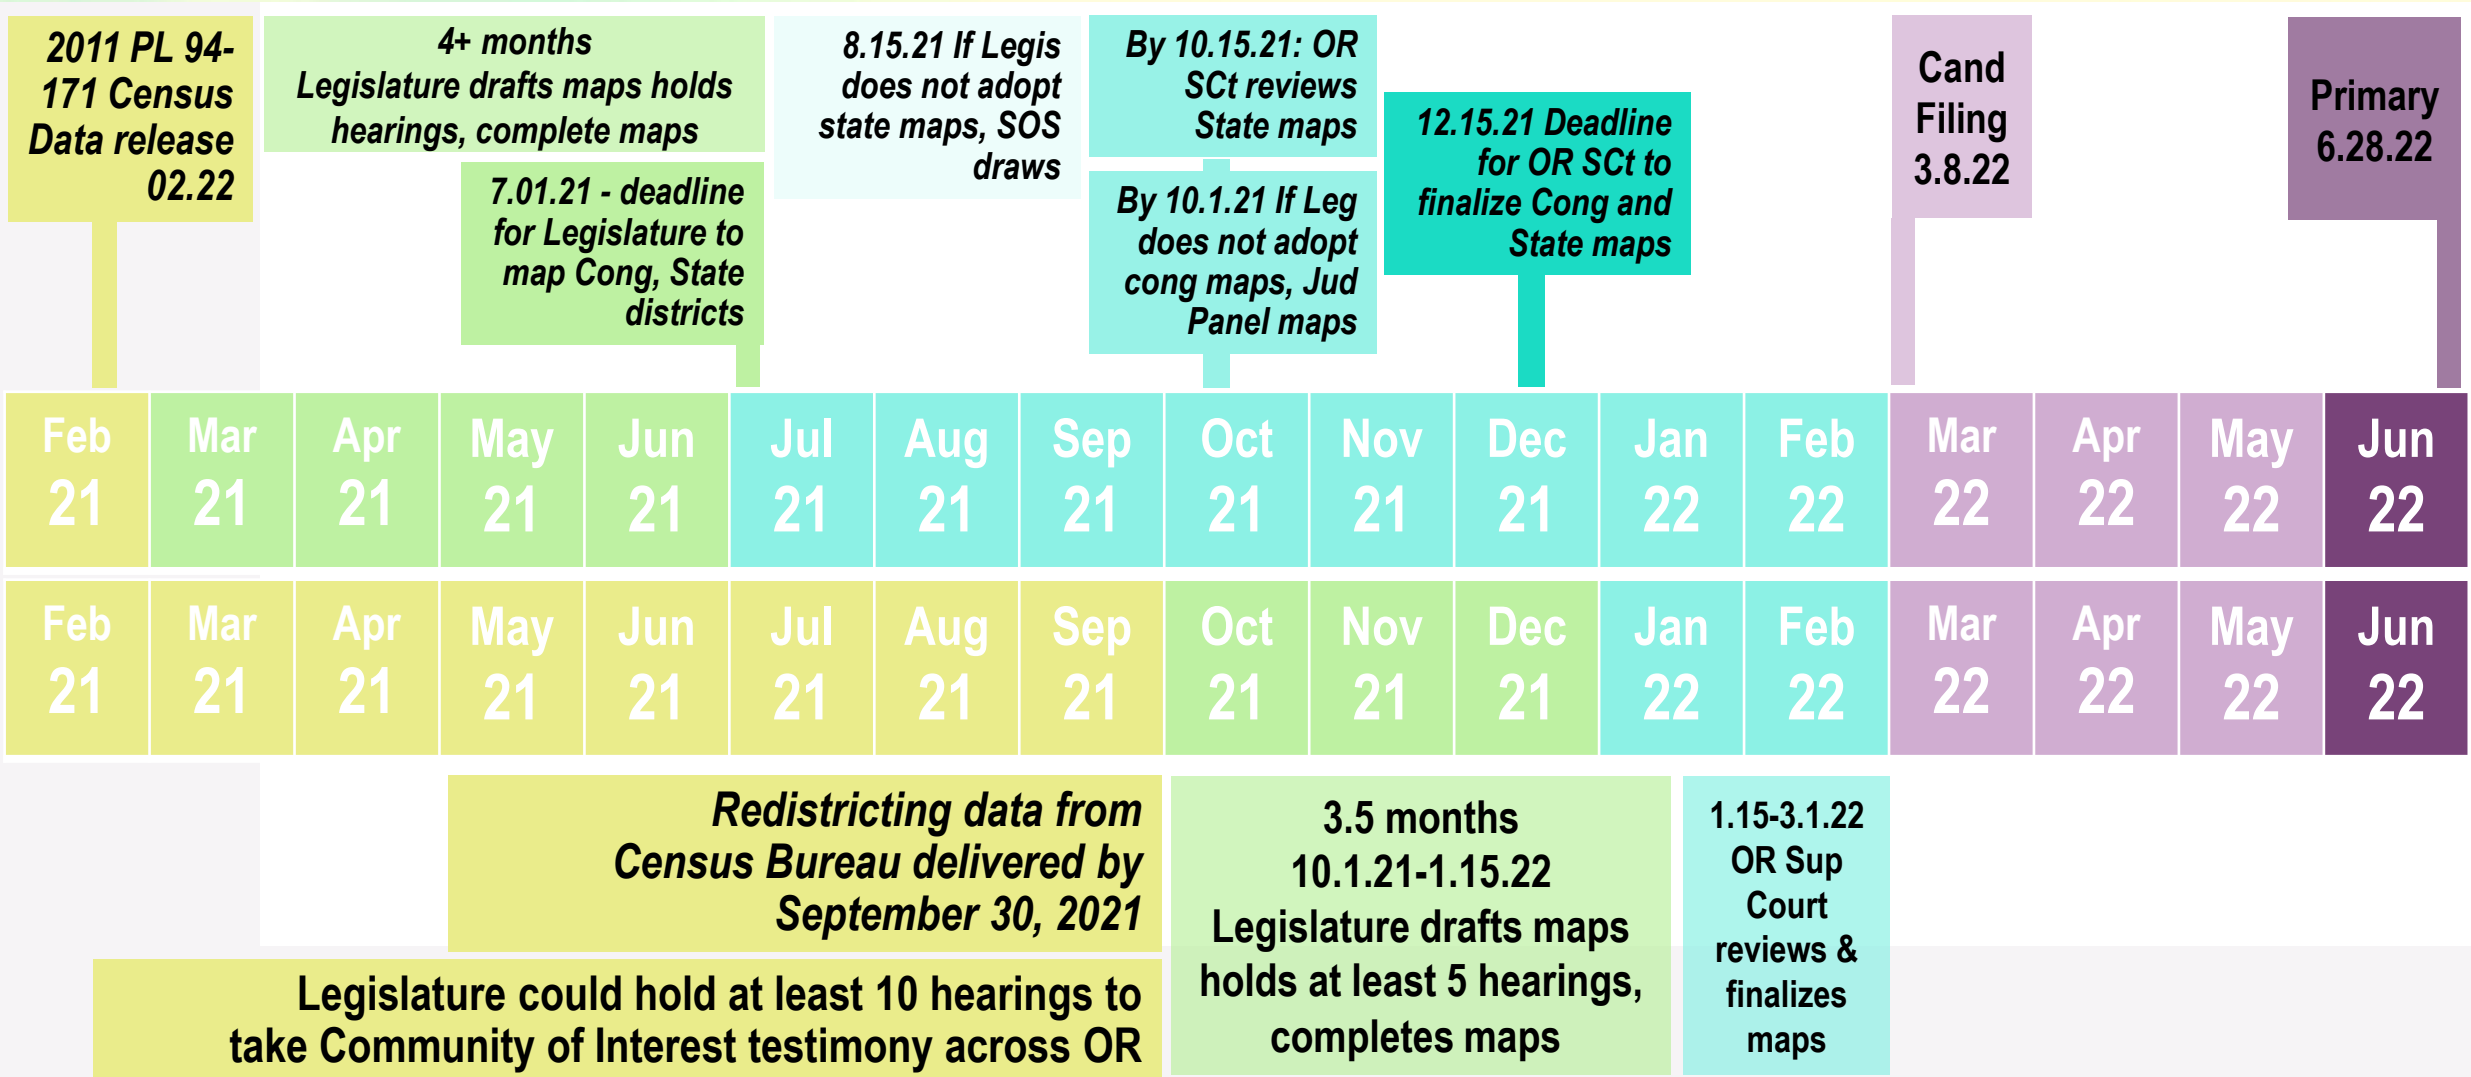 2011 PL 94-
171 Census
Data release
02.22
4+ months
Legislature drafts maps holds
hearings, complete maps
7.01.21 - deadline
for Legislature to
map Cong, State
districts
8.15.21 If Legis
does not adopt
state maps, SOS
draws
By 10.15.21: OR
SCt reviews
State maps
By 10.1.21 If Leg
does not adopt
cong maps, Jud
Panel maps
12.15.21 Deadline
for OR SCt to
finalize Cong and
State maps
Cand
Filing
3.8.22
Primary
6.28.22
Feb Mar Apr May Jun Jul Aug Sep Oct Nov Dec Jan Feb Mar Apr May Jun
21 21 21 21 21 21 21 21 21 21 21 22 22 22 22 22 22
Feb Mar Apr May Jun Jul Aug Sep Oct Nov Dec Jan Feb Mar Apr May Jun
21 21 21 21 21 21 21 21 21 21 21 22 22 22 22 22 22
Redistricting data from
Census Bureau delivered by
September 30, 2021
Legislature could hold at least 10 hearings to
take Community of Interest testimony across OR
3.5 months
10.1.21-1.15.22
Legislature drafts maps
holds at least 5 hearings,
completes maps
1.15-3.1.22
OR Sup
Court
reviews &
finalizes
maps